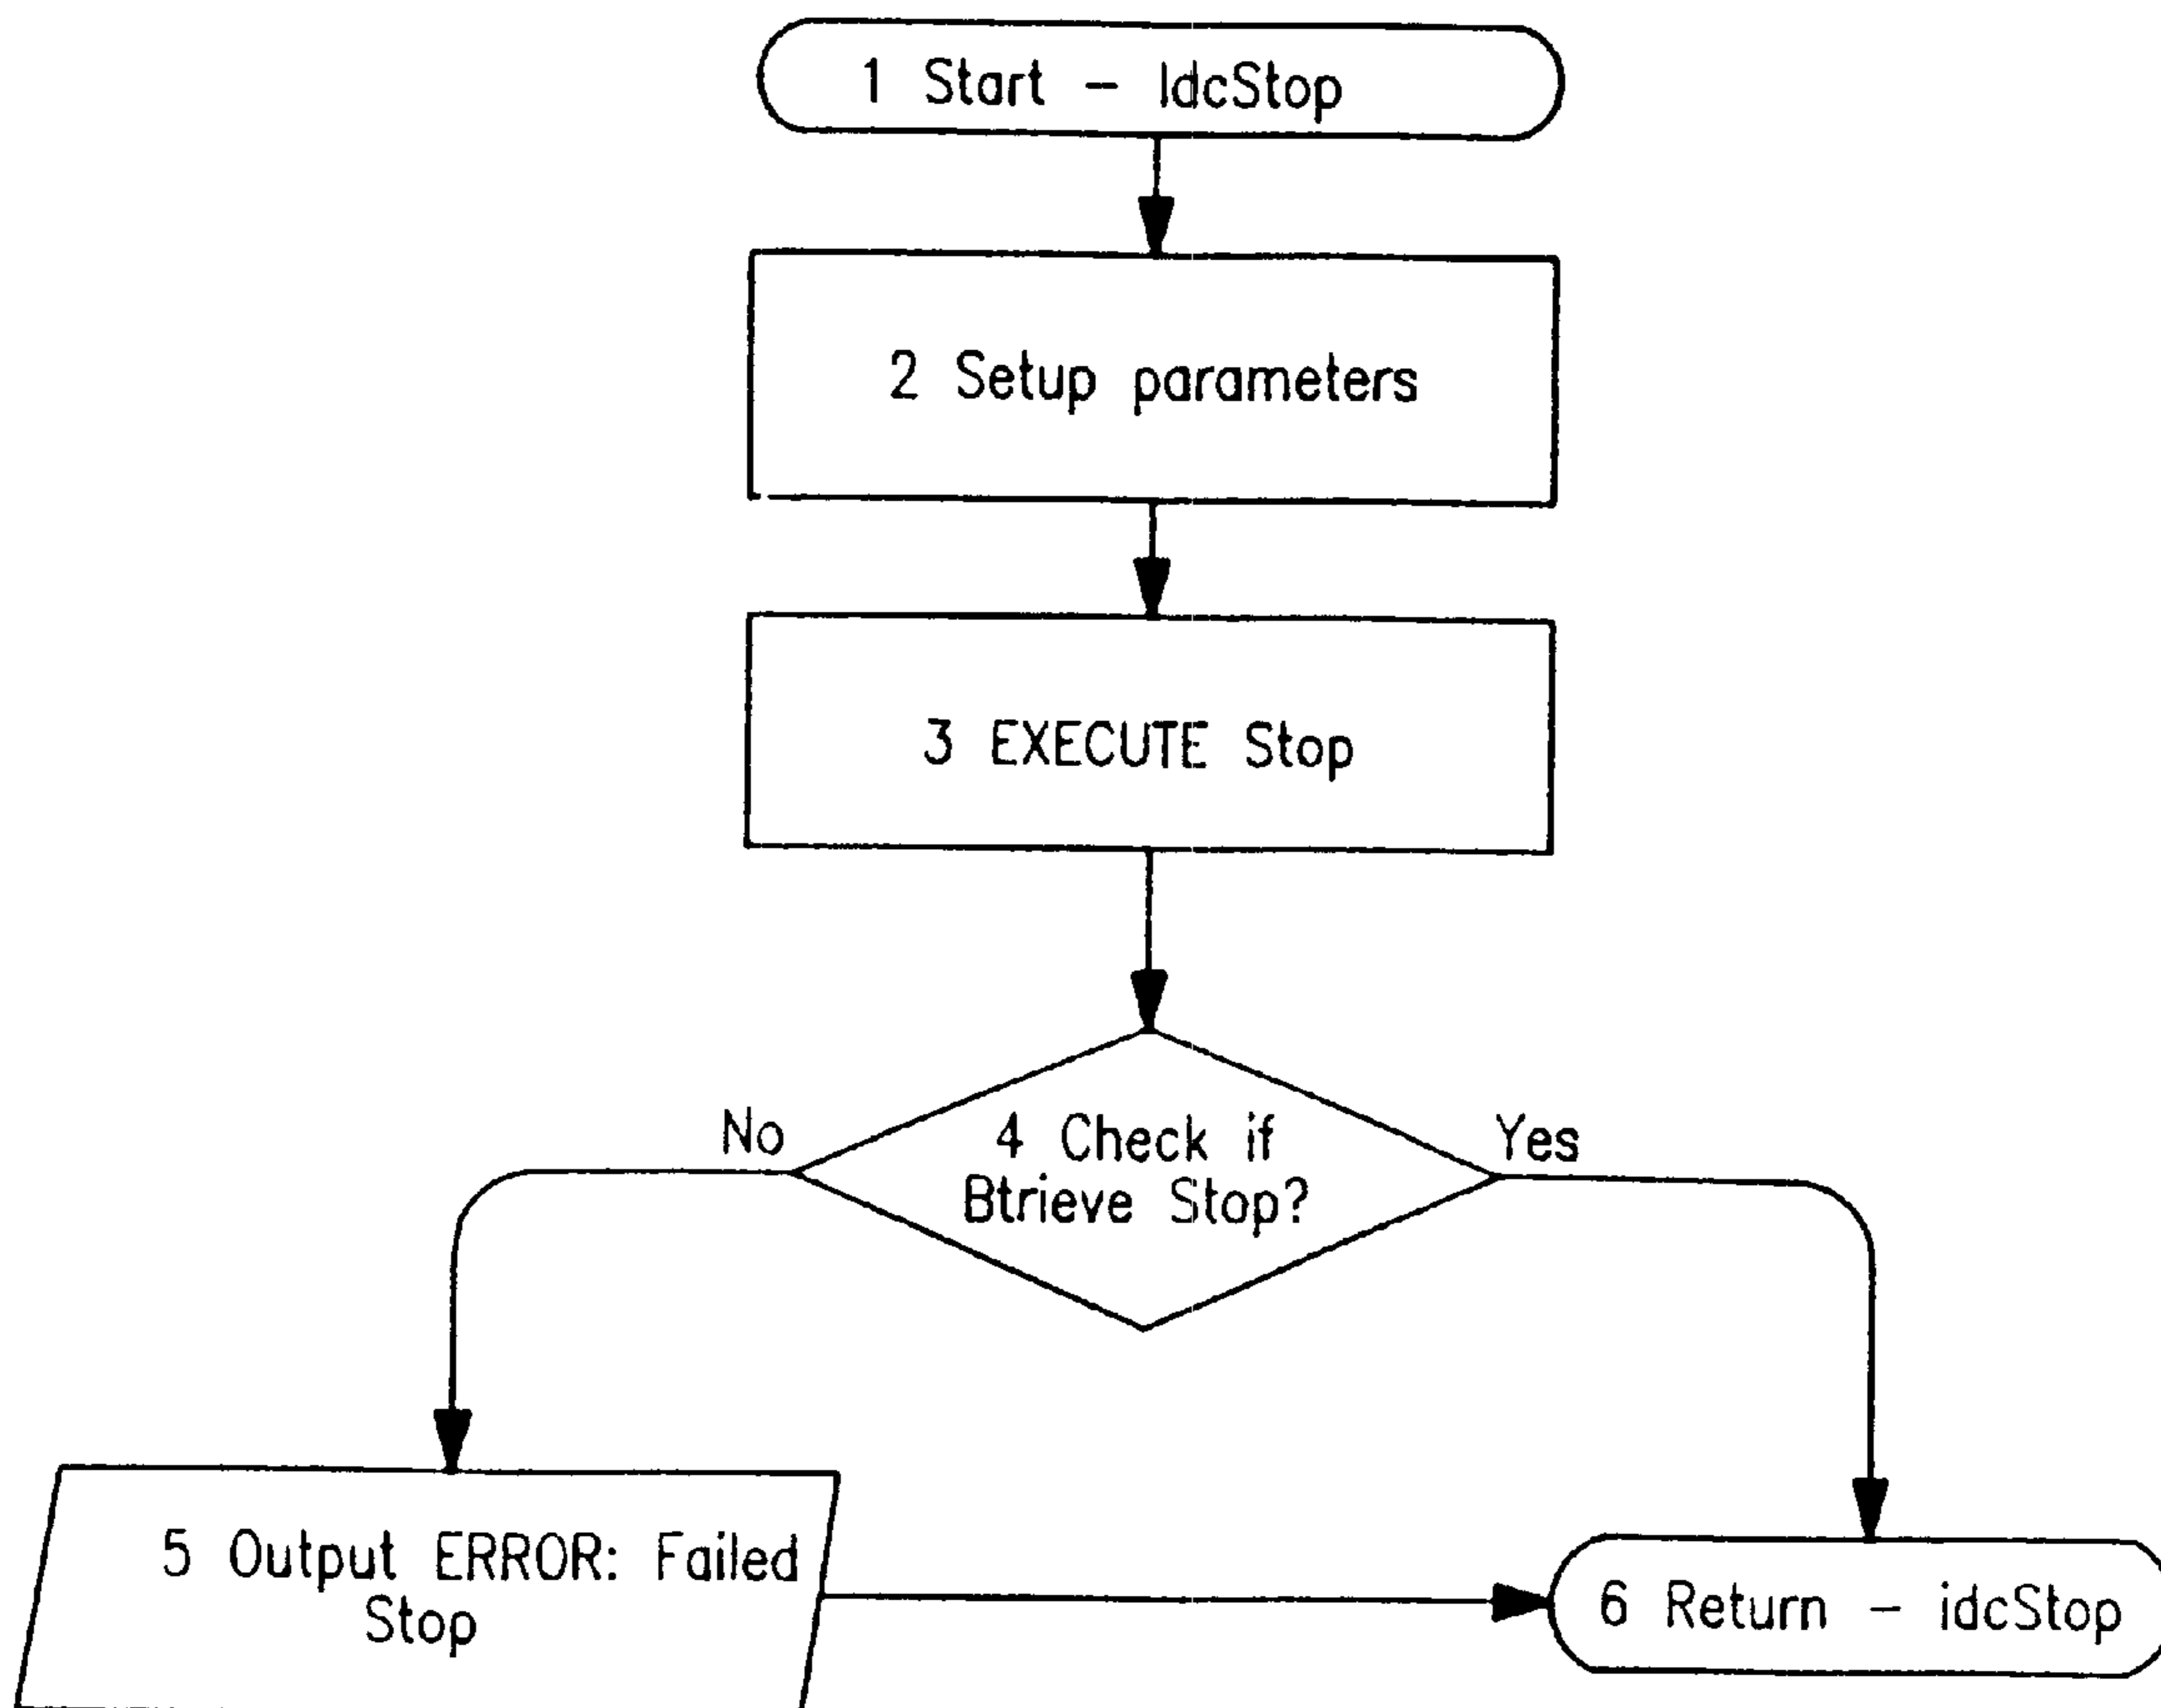 1 Start – IdcStop
2 Setup parameters
3 EXECUTE Stop
No
4 Check if
Btrieve Stop?
Yes
5 Output ERROR: Failed
Stop
6 Return – idcStop